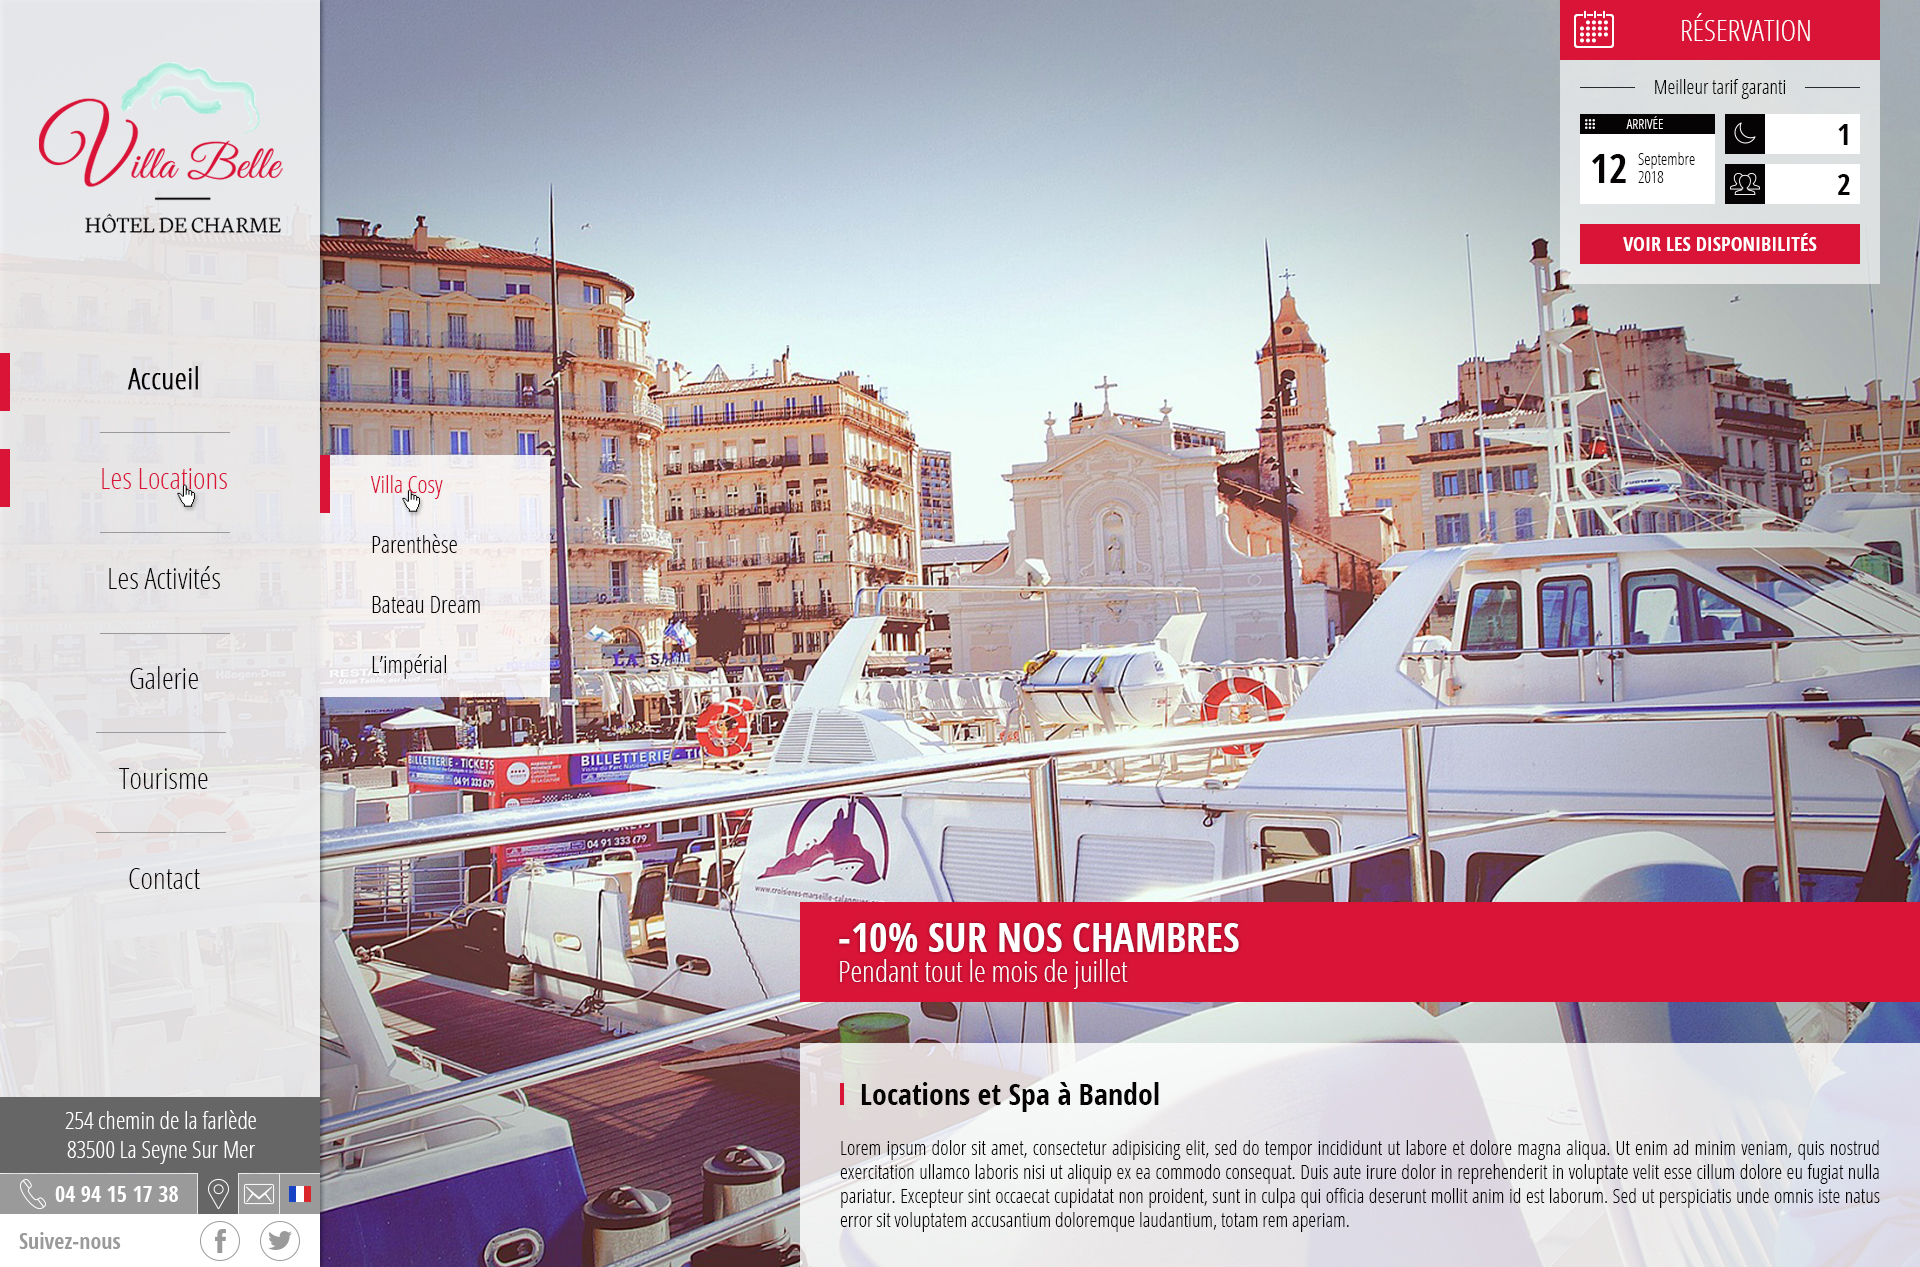 Villa Belle
HÔTEL DE CHARME
Accueil
Les Locations
Les Activités
Galerie
Tourisme
Contact
254 chemin de la farlède
83500 La Seyne Sur Mer
04 94 15 17 38
Suivez-nous
Villa Cosy
Parenthèse
Bateau Dream
L’impérial
RÉSERVATION
Meilleur tarif garanti
ARRIVÉE
12
Septembre
2018
1
2
VOIR LES DISPONIBILITÉS
BILLETTERIE - TICKETS
04 91 333 679
BILLETTERIE - TI
04 91 333
www.croisieres-marseille-calanques
-10% SUR NOS CHAMBRES
Pendant tout le mois de juillet
Locations et Spa à Bandol
Lorem ipsum dolor sit amet, consectetur adipisicing elit, sed do tempor incididunt ut labore et dolore magna aliqua. Ut enim ad minim veniam, quis nostrud
exercitation ullamco laboris nisi ut aliquip ex ea commodo consequat. Duis aute irure dolor in reprehenderit in voluptate velit esse cillum dolore eu fugiat nulla
pariatur. Excepteur sint occaecat cupidatat non proident, sunt in culpa qui officia deserunt mollit anim id est laborum. Sed ut perspiciatis unde omnis iste natus
error sit voluptatem accusantium doloremque laudantium, totam rem aperiam.